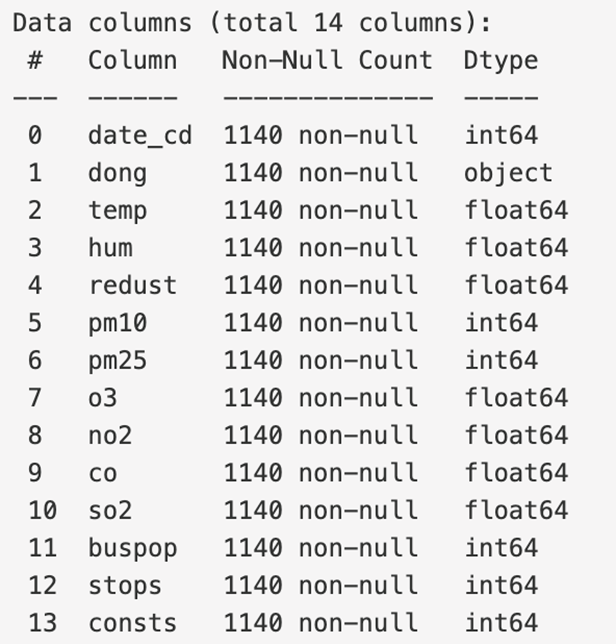 Data columns (total 14 columns):
 #   Column   Non-Null Count  Dtype
---  ------   --------------  -----
 0   date_cd  1140 non-null   int64
 1   dong     1140 non-null   object
 2   temp     1140 non-null   float64
 3   hum      1140 non-null   float64
 4   redust   1140 non-null   float64
 5   pm10     1140 non-null   int64
 6   pm25     1140 non-null   int64
 7   o3       1140 non-null   float64
 8   no2      1140 non-null   float64
 9   co       1140 non-null   float64
 10  so2      1140 non-null   float64
 11  buspop   1140 non-null   int64
 12  stops    1140 non-null   int64
 13  consts   1140 non-null   int64